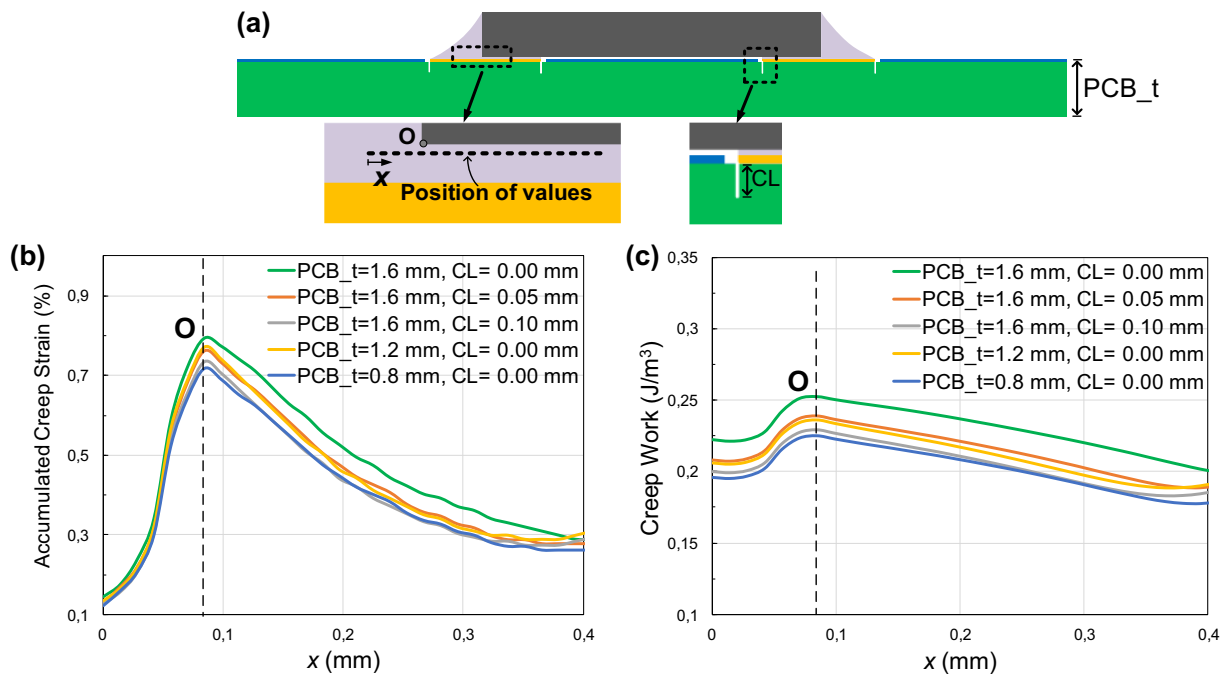 (a)
PCB_t
O
x
Position of values
CL
(b)
Accumulated Creep Strain (%)
0,9
0,7
0,5
0,3
0,1
O
PCB_t=1.6 mm, CL= 0.00 mm
PCB_t=1.6 mm, CL= 0.05 mm
PCB_t=1.6 mm, CL= 0.10 mm
PCB_t=1.2 mm, CL= 0.00 mm
PCB_t=0.8 mm, CL= 0.00 mm
0 0,1 0,2 0,3 0,4
x (mm)
(c)
Creep Work (J/m³)
0,35
0,3
0,25
0,2
0,15
0,1
O
PCB_t=1.6 mm, CL= 0.00 mm
PCB_t=1.6 mm, CL= 0.05 mm
PCB_t=1.6 mm, CL= 0.10 mm
PCB_t=1.2 mm, CL= 0.00 mm
PCB_t=0.8 mm, CL= 0.00 mm
0 0,1 0,2 0,3 0,4
x (mm)